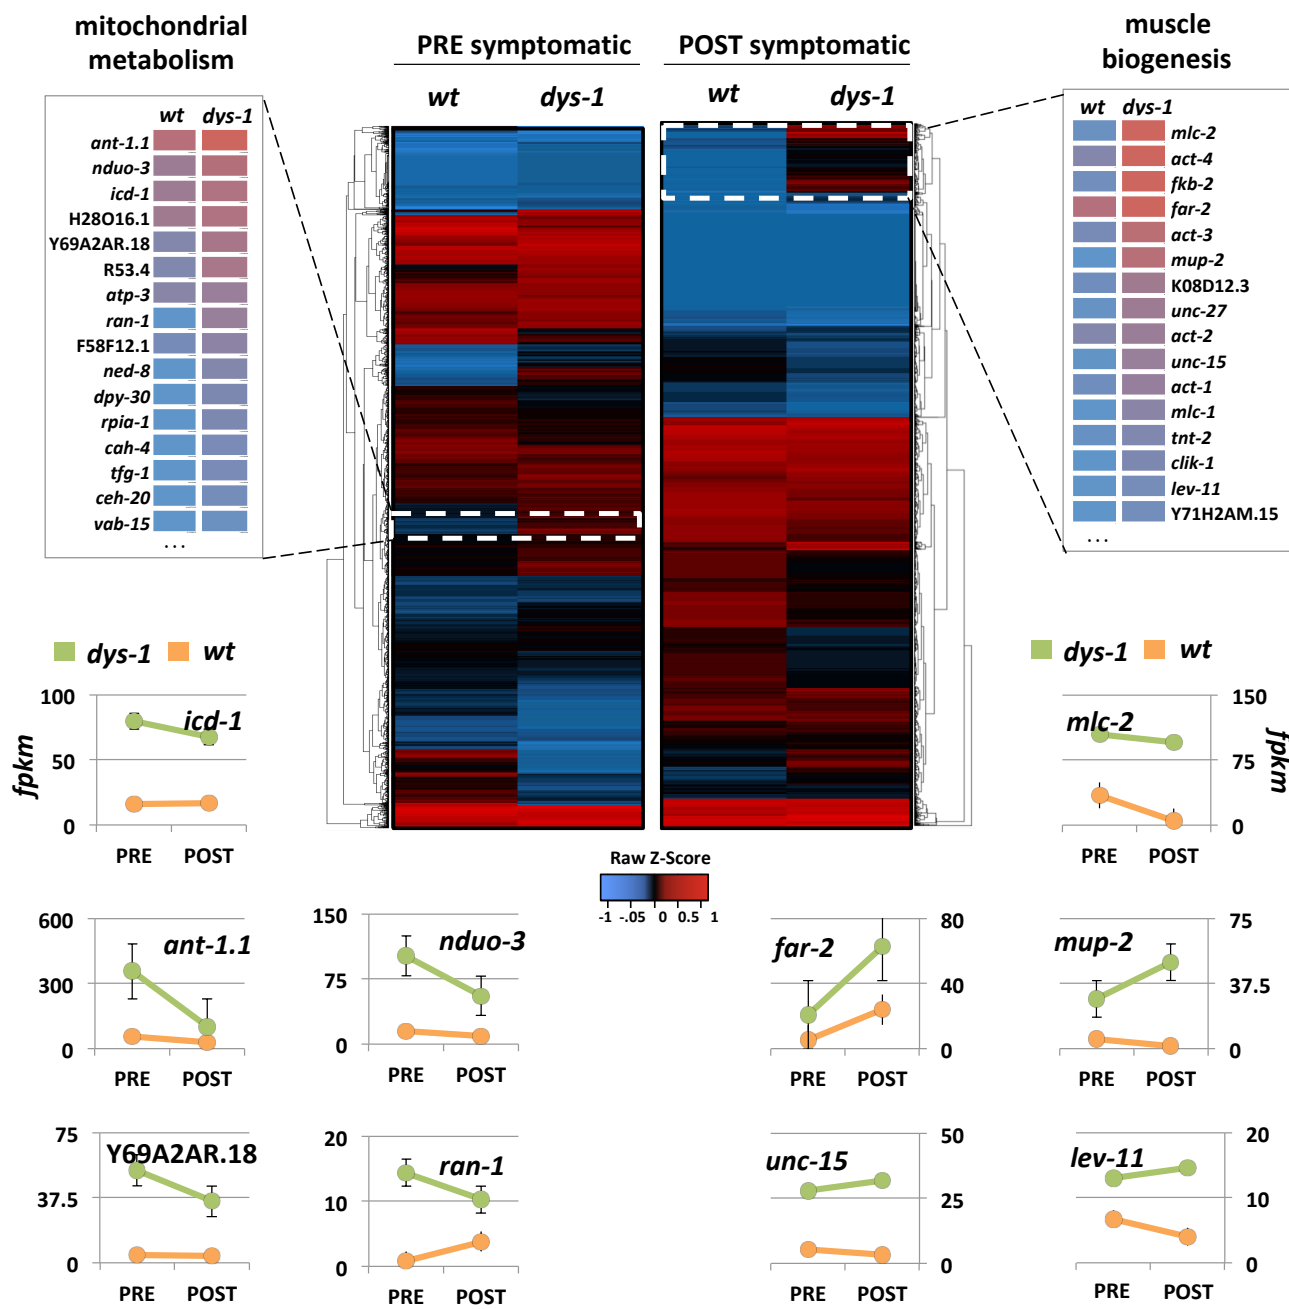 mitochondrial
metabolism
PRE symptomatic
POST symptomatic
muscle
biogenesis
wt
dys-1
wt
dys-1
wt
dys-1
ant-1.1
nduo-3
icd-1
H28O16.1
Y69A2AR.18
R53.4
atp-3
ran-1
F58F12.1
ned-8
dpy-30
rpia-1
cah-4
tfg-1
ceh-20
vab-15
...
wt
dys-1
mlc-2
act-4
fkb-2
far-2
act-3
mup-2
K08D12.3
unc-27
act-2
unc-15
act-1
mlc-1
tnt-2
clik-1
lev-11
Y71H2AM.15
...
dys-1
wt
100
50
0
fpkm
icd-1
PRE
POST
dys-1
wt
mlc-2
150
75
0
fpkm
PRE
POST
Raw Z-Score
-1
-.05
0
0.5
1
600
300
0
ant-1.1
PRE
POST
150
75
0
nduo-3
PRE
POST
far-2
80
40
0
PRE
POST
mup-2
75
37.5
0
PRE
POST
75
37.5
0
Y69A2AR.18
PRE
POST
20
10
0
ran-1
PRE
POST
unc-15
50
25
0
PRE
POST
lev-11
20
10
0
PRE
POST